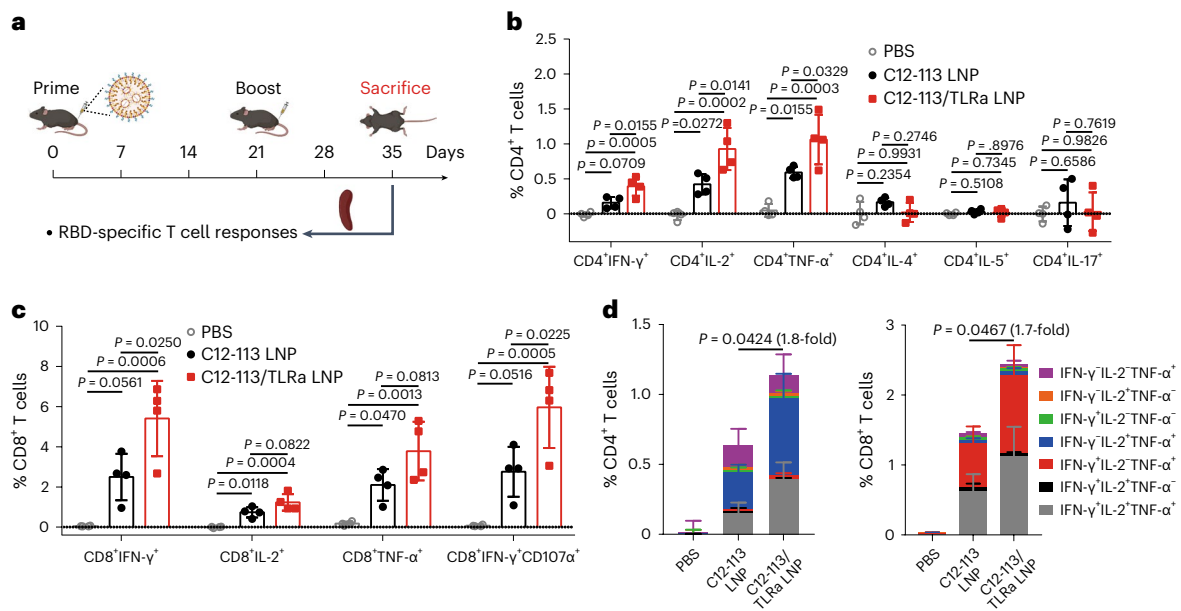 a
Prime
Boost
Sacrifice
0 7 14 21 28 35 Days
• RBD-specific T cell responses
b
PBS
C12-113 LNP
C12-113/TLRa LNP
% CD4⁺ T cells
2.5
2.0
1.5
1.0
0.5
0
P = 0.0155
P = 0.0005
P = 0.0709
P = 0.0141
P = 0.0002
P = 0.0272
P = 0.0329
P = 0.0003
P = 0.0155
P = 0.2746
P = 0.9931
P = 0.2354
P = .8976
P = 0.7345
P = 0.5108
P = 0.7619
P = 0.9826
P = 0.6586
CD4⁺IFN-γ⁺ CD4⁺IL-2⁺ CD4⁺TNF-α⁺ CD4⁺IL-4⁺ CD4⁺IL-5⁺ CD4⁺IL-17⁺
c
PBS
C12-113 LNP
C12-113/TLRa LNP
% CD8⁺ T cells
10
8
6
4
2
0
P = 0.0250
P = 0.0006
P = 0.0561
P = 0.0822
P = 0.0004
P = 0.0118
P = 0.0813
P = 0.0013
P = 0.0470
P = 0.0225
P = 0.0005
P = 0.0516
CD8⁺IFN-γ⁺ CD8⁺IL-2⁺ CD8⁺TNF-α⁺ CD8⁺IFN-γ⁺CD107α⁺
d
% CD4⁺ T cells
1.5
1.0
0.5
0
P = 0.0424 (1.8-fold)
PBS
C12-113
LNP
C12-113/
TLRa LNP
% CD8⁺ T cells
3
2
1
0
P = 0.0467 (1.7-fold)
PBS
C12-113
LNP
C12-113/
TLRa LNP
IFN-γ⁻IL-2⁻TNF-α⁺
IFN-γ⁻IL-2⁺TNF-α⁻
IFN-γ⁺IL-2⁻TNF-α⁻
IFN-γ⁻IL-2⁺TNF-α⁺
IFN-γ⁺IL-2⁻TNF-α⁺
IFN-γ⁺IL-2⁺TNF-α⁻
IFN-γ⁺IL-2⁺TNF-α⁺